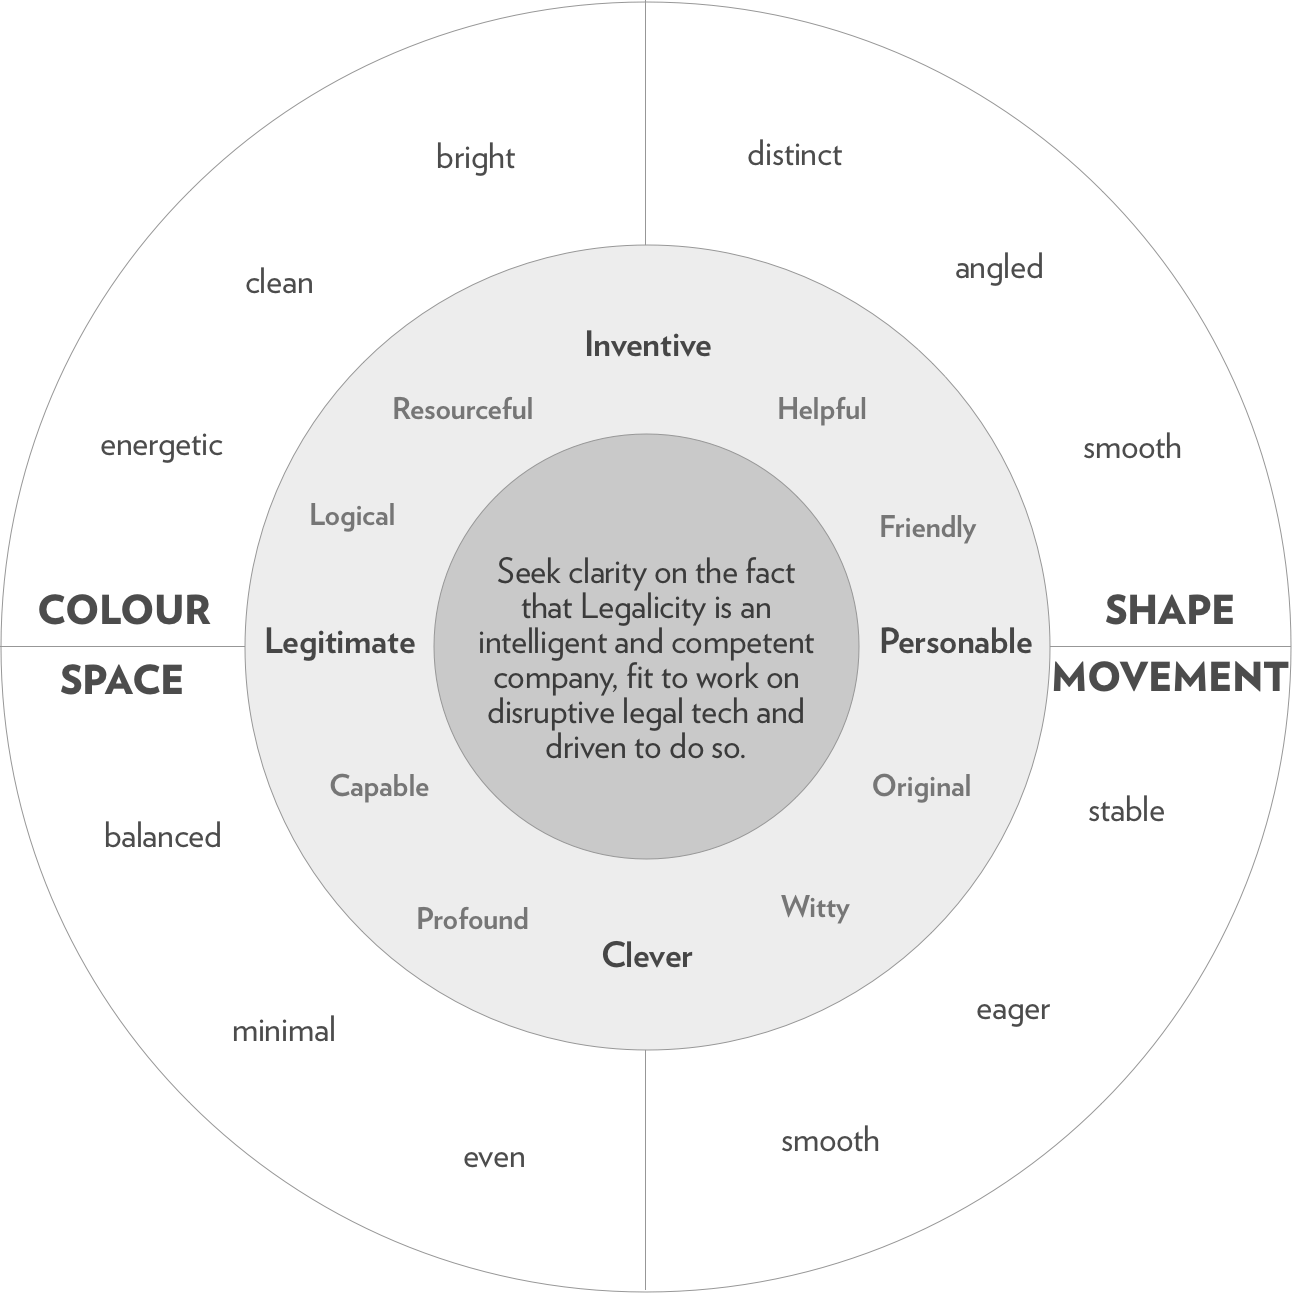 bright
distinct
angled
clean
Inventive
Resourceful
Helpful
energetic
smooth
Logical
Friendly
Seek clarity on the fact
that Legalicity is an
intelligent and competent
company, fit to work on
disruptive legal tech and
driven to do so.
COLOUR
SHAPE
Legitimate
Personable
SPACE
MOVEMENT
Capable
Original
stable
balanced
Witty
Profound
Clever
eager
minimal
smooth
even